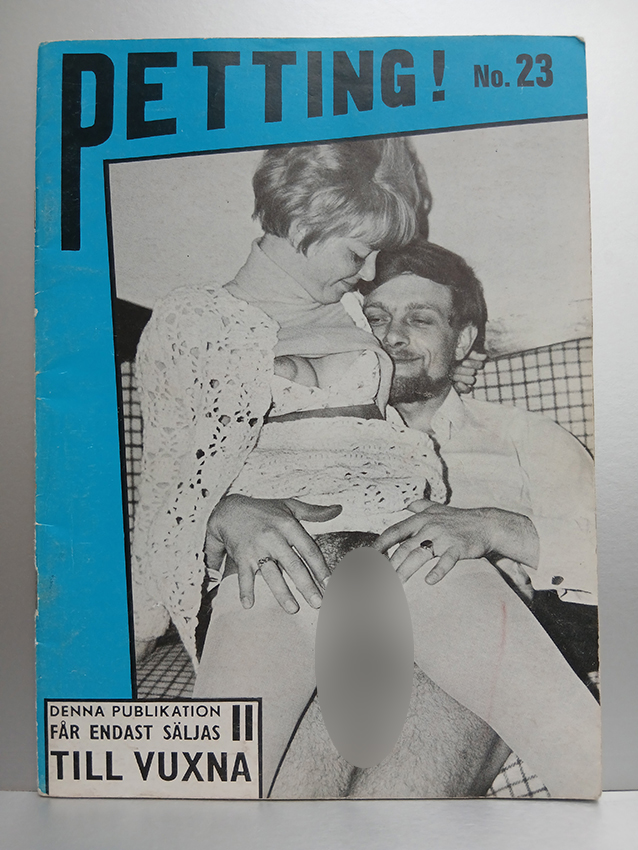 PETTING! No. 23
DENNA PUBLIKATION
FÅR ENDAST SÄLJAS
TILL VUXNA